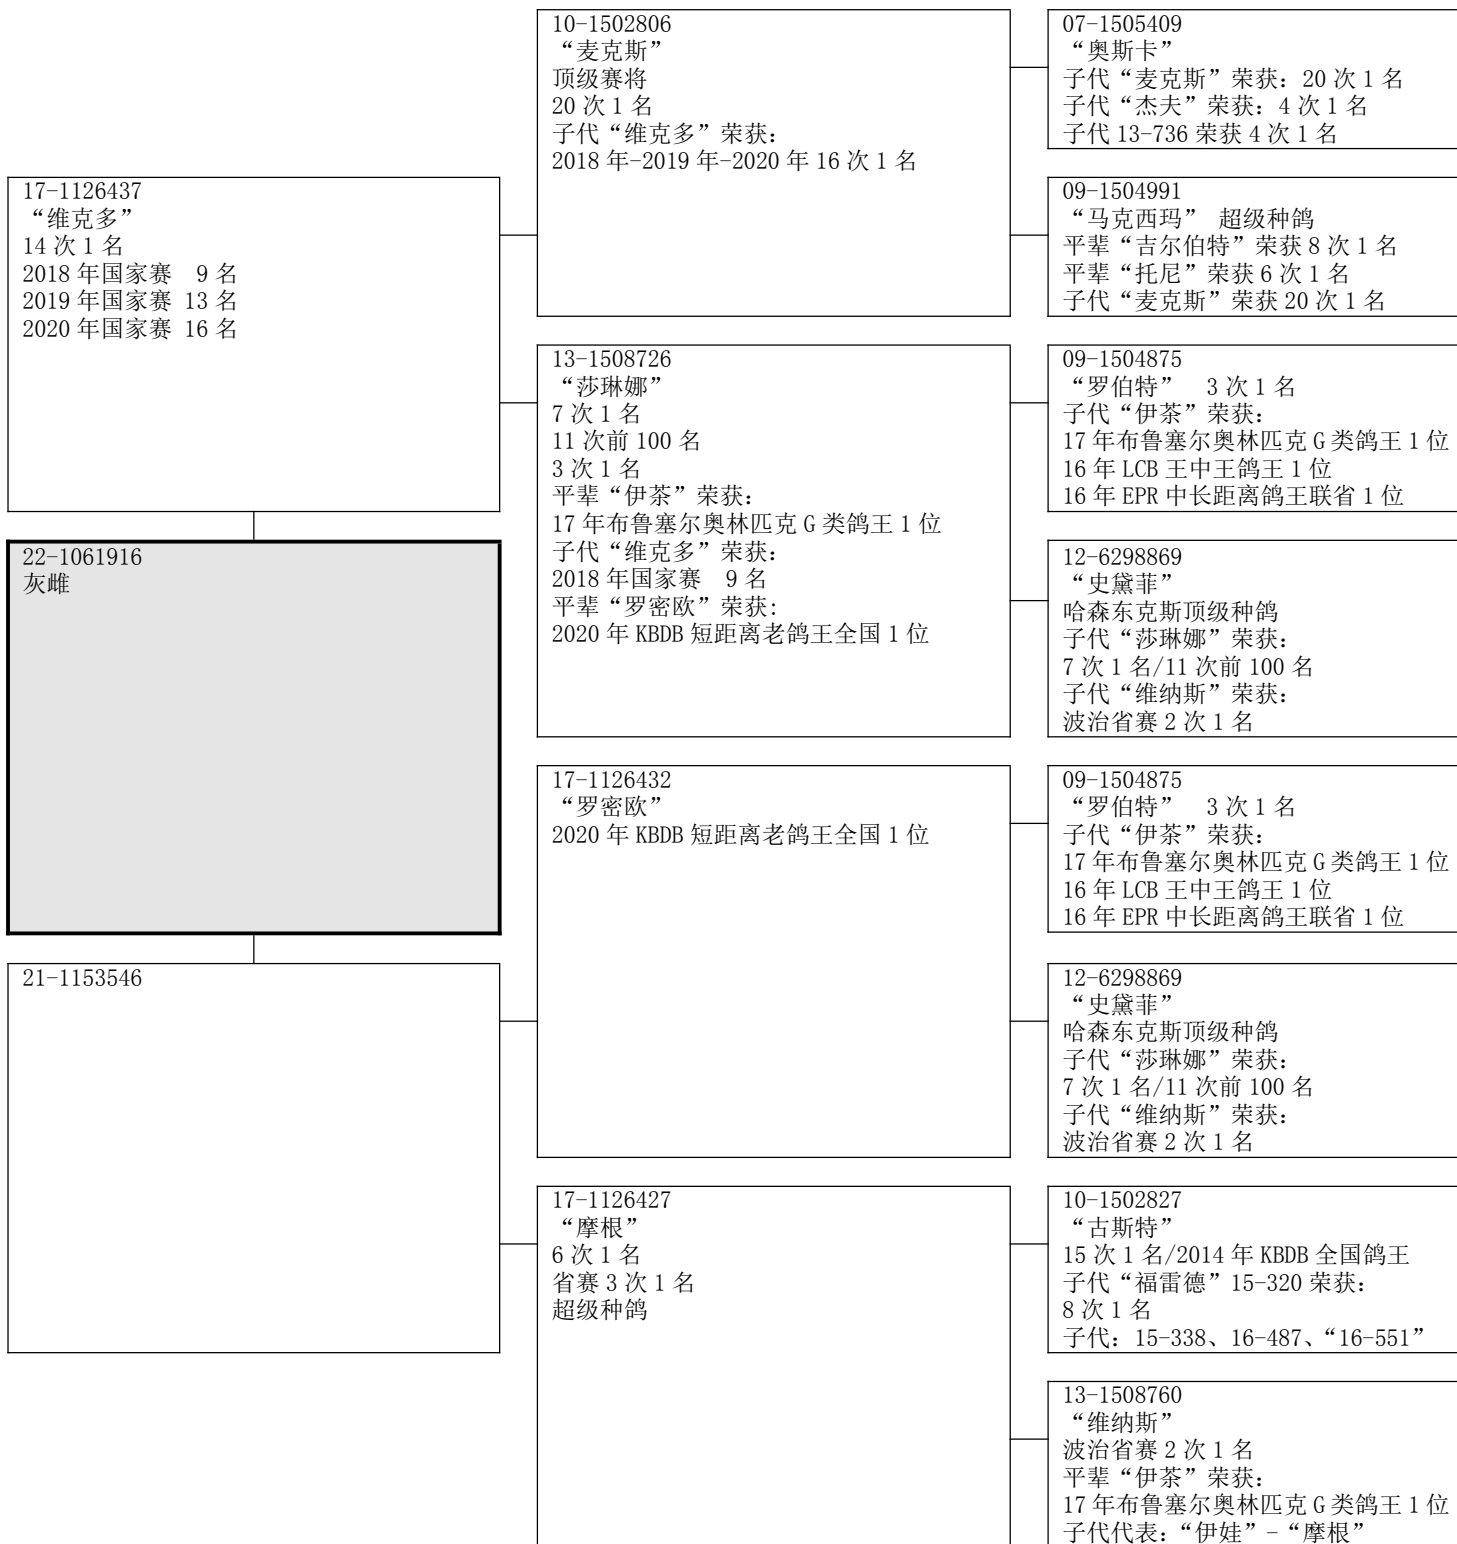 10-1502806
“麦克斯”
顶级赛将
20 次 1 名
子代“维克多”荣获：
2018 年-2019 年-2020 年 16 次 1 名
07-1505409
“奥斯卡”
子代“麦克斯”荣获：20 次 1 名
子代“杰夫”荣获：4 次 1 名
子代 13-736 荣获 4 次 1 名
17-1126437
“维克多”
14 次 1 名
2018 年国家赛 9 名
2019 年国家赛 13 名
2020 年国家赛 16 名
09-1504991
“马克西玛” 超级种鸽
平辈“吉尔伯特”荣获 8 次 1 名
平辈“托尼”荣获 6 次 1 名
子代“麦克斯”荣获 20 次 1 名
13-1508726
“莎琳娜”
7 次 1 名
11 次前 100 名
3 次 1 名
平辈“伊茶”荣获：
17 年布鲁塞尔奥林匹克 G 类鸽王 1 位
子代“维克多”荣获：
2018 年国家赛 9 名
平辈“罗密欧”荣获：
2020 年 KBDB 短距离老鸽王全国 1 位
09-1504875
“罗伯特” 3 次 1 名
子代“伊茶”荣获：
17 年布鲁塞尔奥林匹克 G 类鸽王 1 位
16 年 LCB 王中王鸽王 1 位
16 年 EPR 中长距离鸽王联省 1 位
22-1061916
灰雌
12-6298869
“史黛菲”
哈森东克斯顶级种鸽
子代“莎琳娜”荣获：
7 次 1 名/11 次前 100 名
子代“维纳斯”荣获：
波治省赛 2 次 1 名
17-1126432
“罗密欧”
2020 年 KBDB 短距离老鸽王全国 1 位
09-1504875
“罗伯特” 3 次 1 名
子代“伊茶”荣获：
17 年布鲁塞尔奥林匹克 G 类鸽王 1 位
16 年 LCB 王中王鸽王 1 位
16 年 EPR 中长距离鸽王联省 1 位
21-1153546
12-6298869
“史黛菲”
哈森东克斯顶级种鸽
子代“莎琳娜”荣获：
7 次 1 名/11 次前 100 名
子代“维纳斯”荣获：
波治省赛 2 次 1 名
17-1126427
“摩根”
6 次 1 名
省赛 3 次 1 名
超级种鸽
10-1502827
“古斯特”
15 次 1 名/2014 年 KBDB 全国鸽王
子代“福雷德”15-320 荣获：
8 次 1 名
子代：15-338、16-487、“16-551”
13-1508760
“维纳斯”
波治省赛 2 次 1 名
平辈“伊茶”荣获：
17 年布鲁塞尔奥林匹克 G 类鸽王 1 位
子代代表：“伊娃”-“摩根”